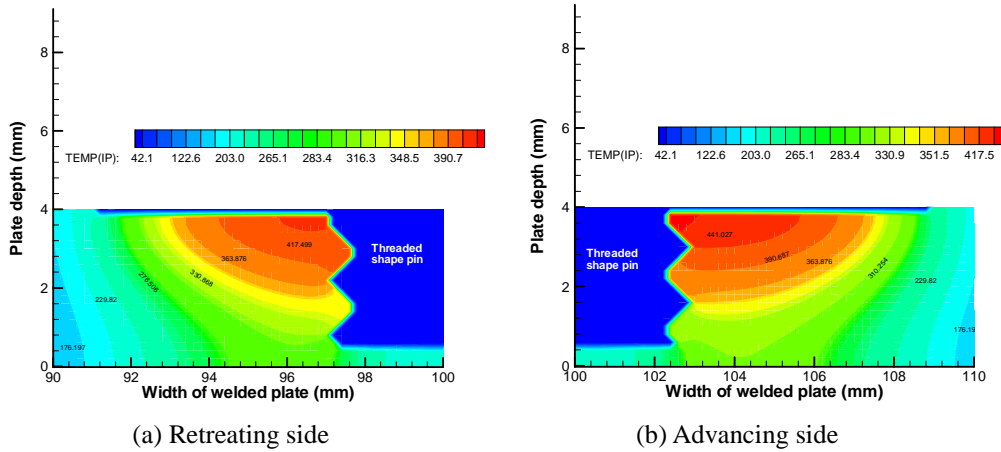 8
6
4
2
0
Plate depth (mm)
TEMP(IP): 42.1 122.6 203.0 265.1 283.4 316.3 348.5 390.7
417.499
363.876
330.868
276.506
229.82
176.197
Threaded
shape pin
90 92 94 96 98 100
Width of welded plate (mm)
(a) Retreating side
8
6
4
2
0
Plate depth (mm)
TEMP(IP): 42.1 122.6 203.0 265.1 283.4 330.9 351.5 417.5
441.027
390.687
363.876
310.254
229.82
176.19
Threaded
shape pin
100 102 104 106 108 110
Width of welded plate (mm)
(b) Advancing side